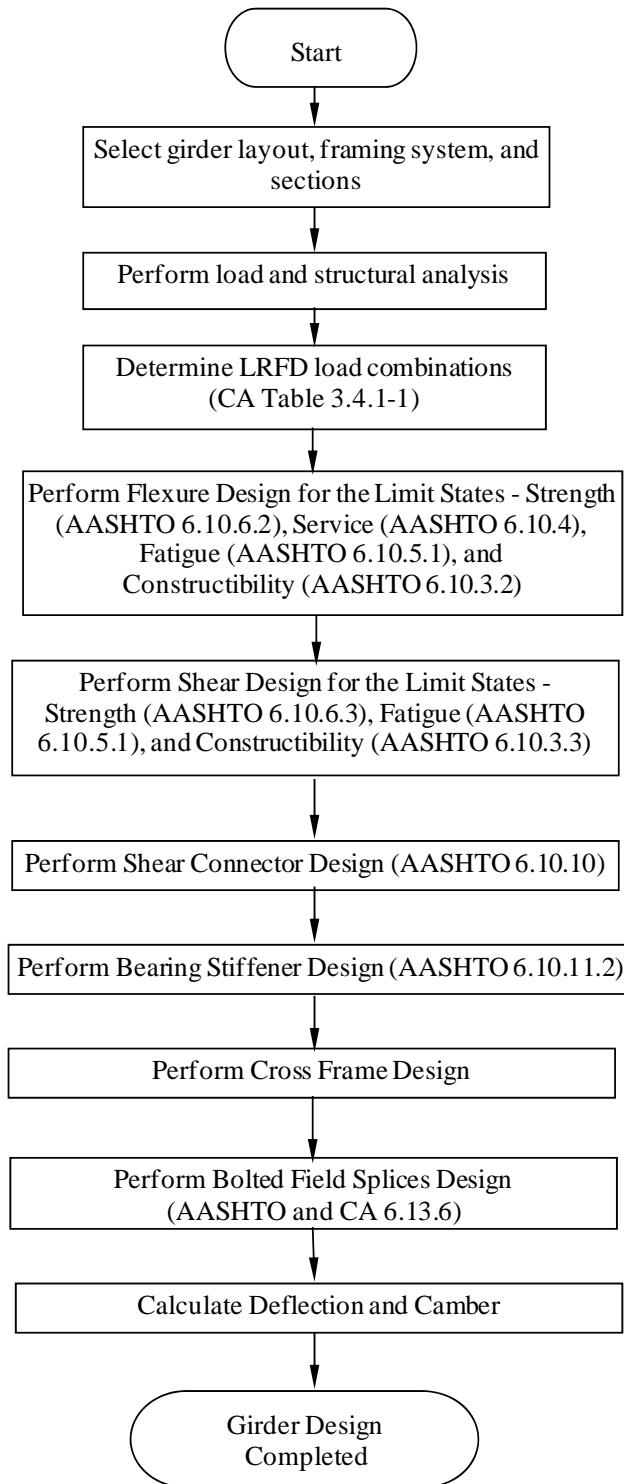 Start
Select girder layout, framing system, and
sections
Perform load and structural analysis
Determine LRFD load combinations
(CA Table 3.4.1-1)
Perform Flexure Design for the Limit States - Strength
(AASHTO 6.10.6.2), Service (AASHTO 6.10.4),
Fatigue (AASHTO 6.10.5.1), and
Constructibility (AASHTO 6.10.3.2)
Perform Shear Design for the Limit States -
Strength (AASHTO 6.10.6.3), Fatigue (AASHTO
6.10.5.1), and Constructibility (AASHTO 6.10.3.3)
Perform Shear Connector Design (AASHTO 6.10.10)
Perform Bearing Stiffener Design (AASHTO 6.10.11.2)
Perform Cross Frame Design
Perform Bolted Field Splices Design
(AASHTO and CA 6.13.6)
Calculate Deflection and Camber
Girder Design
Completed